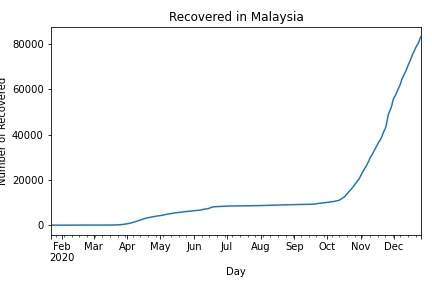 Recovered in Malaysia
Number of Recovered
80000
60000
40000
20000
0
Feb Mar Apr May Jun Jul Aug Sep Oct Nov Dec
2020
Day